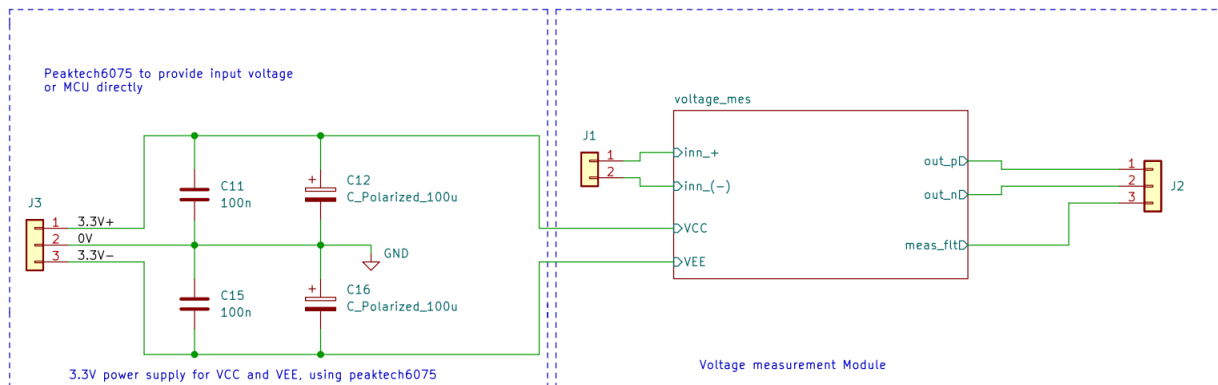 Peaktech6075 to provide input voltage
or MCU directly
J3
1
2
3
3.3V+
0V
3.3V-
C11
100n
+
C12
C_Polarized_100u
GND
C15
100n
+
C16
C_Polarized_100u
3.3V power supply for VCC and VEE, using peaktech6075
voltage_mes
J1
1
2
inn_+
inn_(-)
VCC
VEE
out_p
out_n
meas_flt
1
2
3
J2
Voltage measurement Module